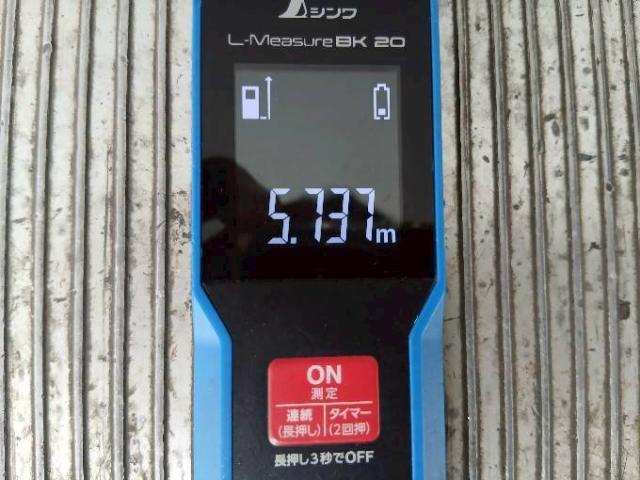 シンワ
L-Measure BK 20
5.737m
ON
測定
連続 タイマー
(長押し) (2回押)
長押し3秒でOFF